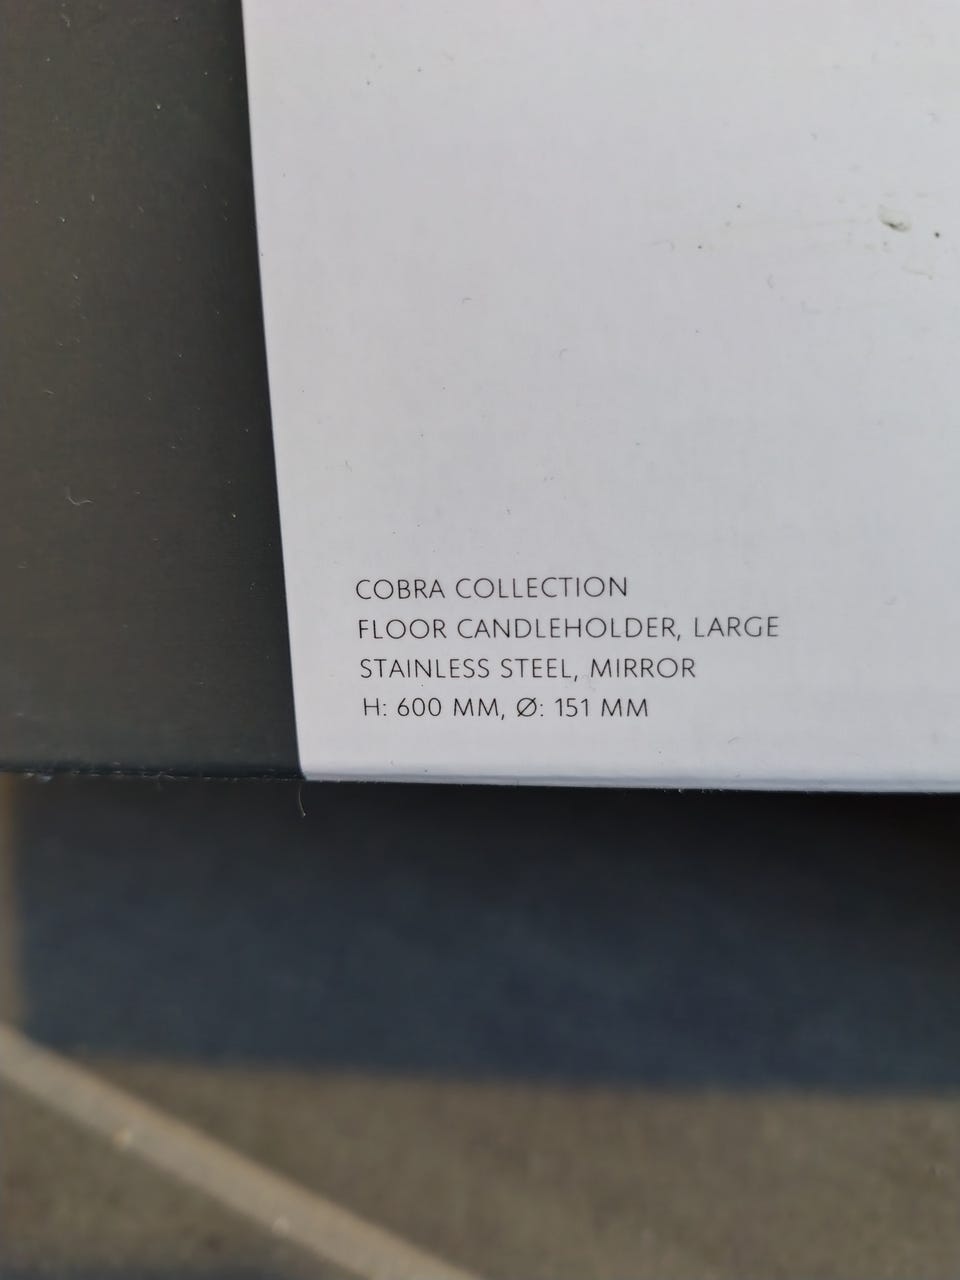 COBRA COLLECTION
FLOOR CANDLEHOLDER, LARGE
STAINLESS STEEL, MIRROR
H: 600 MM, Ø: 151 MM